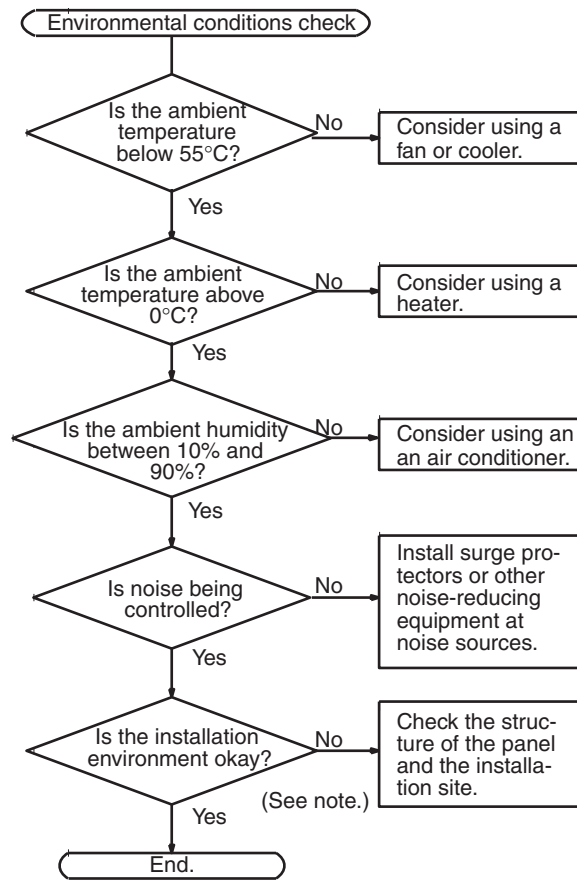 Environmental conditions check
Is the ambient
temperature
below 55°C?
No
Consider using a
fan or cooler.
Yes
Is the ambient
temperature above
0°C?
No
Consider using a
heater.
Yes
Is the ambient humidity
between 10% and
90%?
No
Consider using an
an air conditioner.
Yes
Is noise being
controlled?
No
Install surge pro-
tectors or other
noise-reducing
equipment at
noise sources.
Yes
Is the installation
environment okay?
No
(See note.)
Check the struc-
ture of the panel
and the installa-
tion site.
Yes
End.